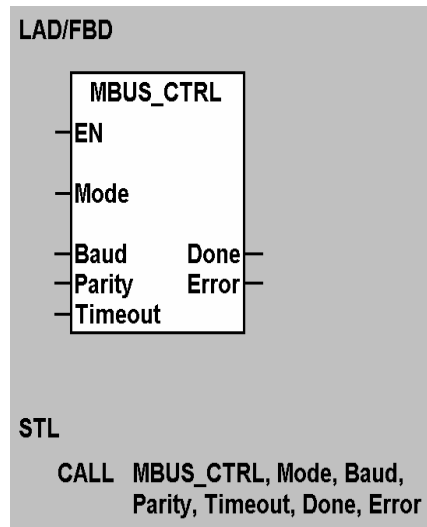 LAD/FBD
MBUS_CTRL
EN
Mode
Baud Done
Parity Error
Timeout
STL
CALL MBUS_CTRL, Mode, Baud,
Parity, Timeout, Done, Error